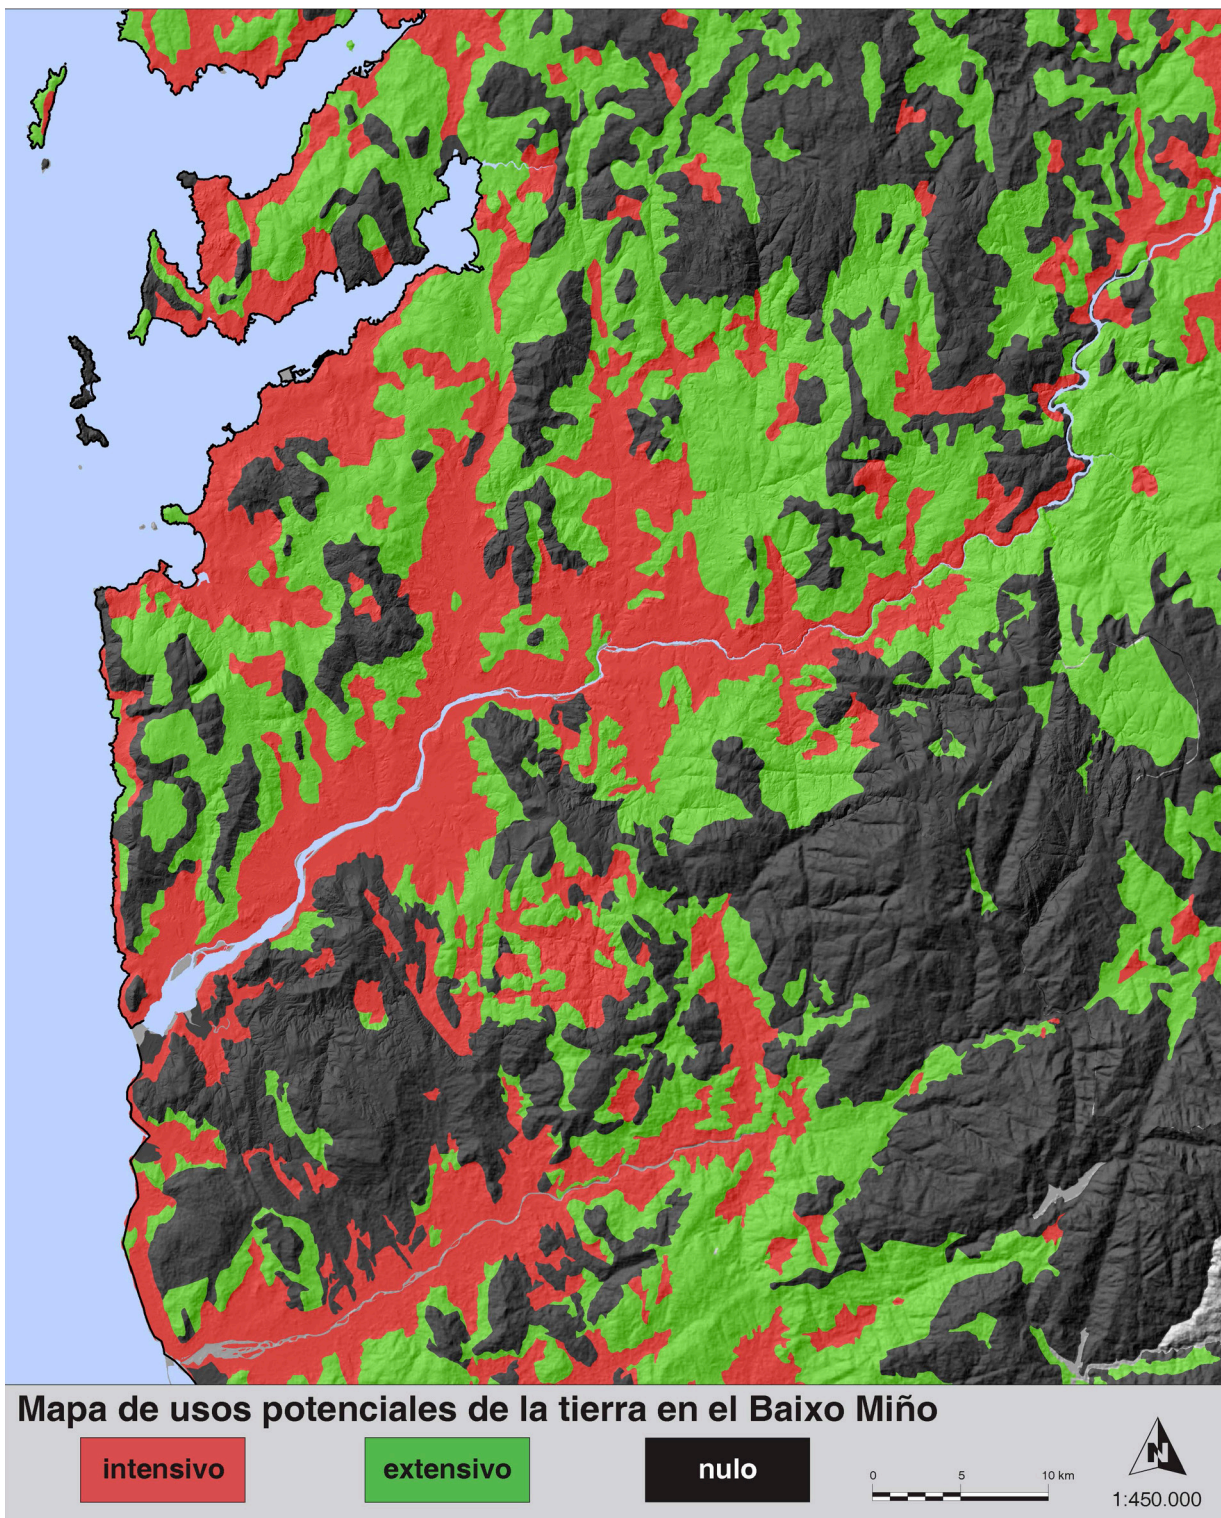 Mapa de usos potenciales de la tierra en el Baixo Miño
intensivo
extensivo
nulo
0 5 10 km
N
1:450.000